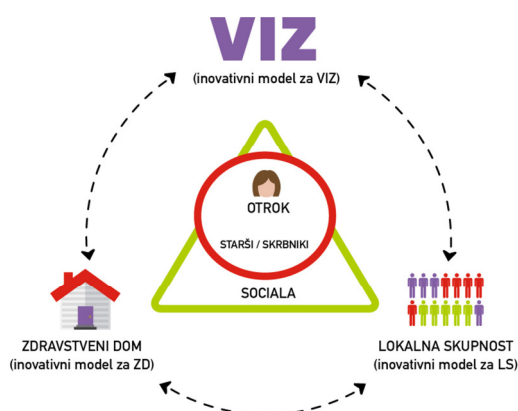 VIZ
(inovativni model za VIZ)
OTROK
STARŠI / SKRBNIKI
SOCIALA
ZDRAVSTVENI DOM
(inovativni model za ZD)
LOKALNA SKUPNOST
(inovativni model za LS)